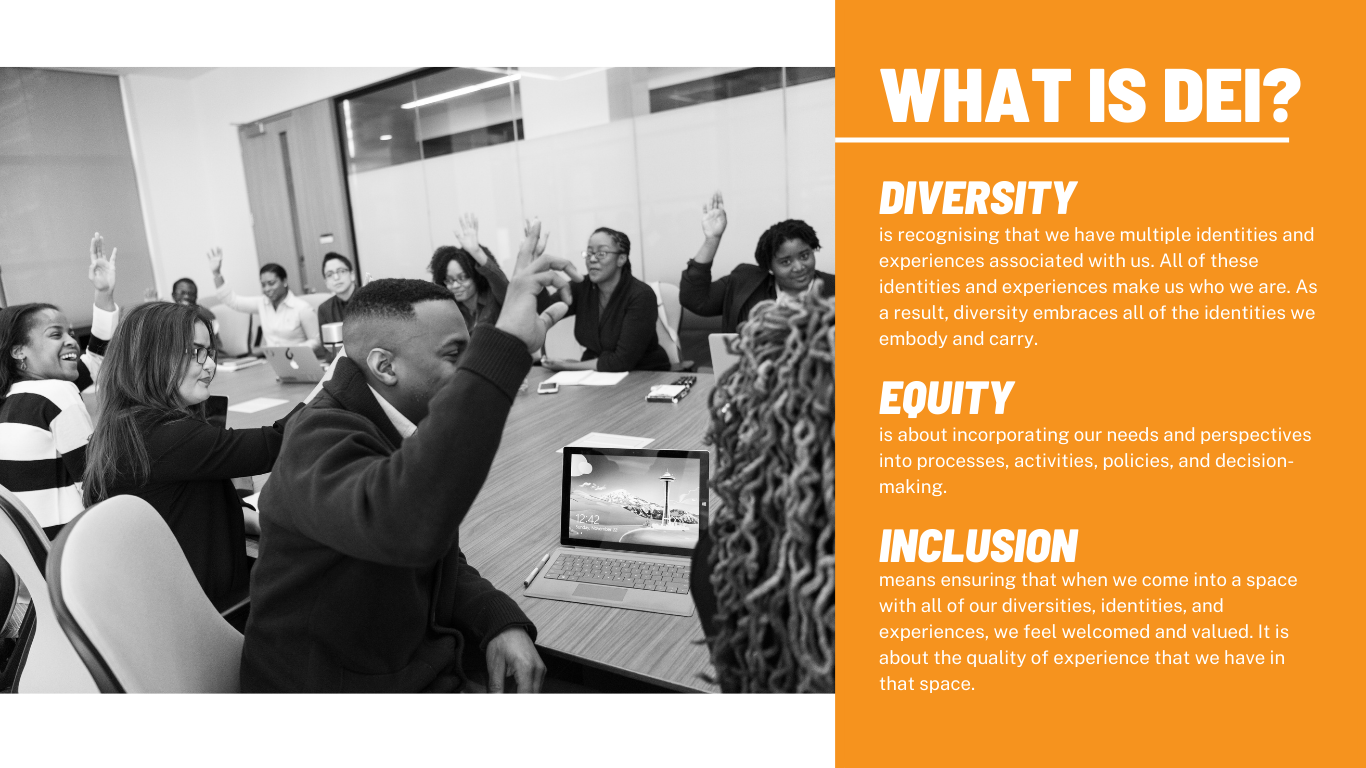 WHAT IS DEI?
DIVERSITY
is recognising that we have multiple identities and
experiences associated with us. All of these
identities and experiences make us who we are. As
a result, diversity embraces all of the identities we
embody and carry.
EQUITY
is about incorporating our needs and perspectives
into processes, activities, policies, and decision-
making.
INCLUSION
means ensuring that when we come into a space
with all of our diversities, identities, and
experiences, we feel welcomed and valued. It is
about the quality of experience that we have in
that space.
12:42